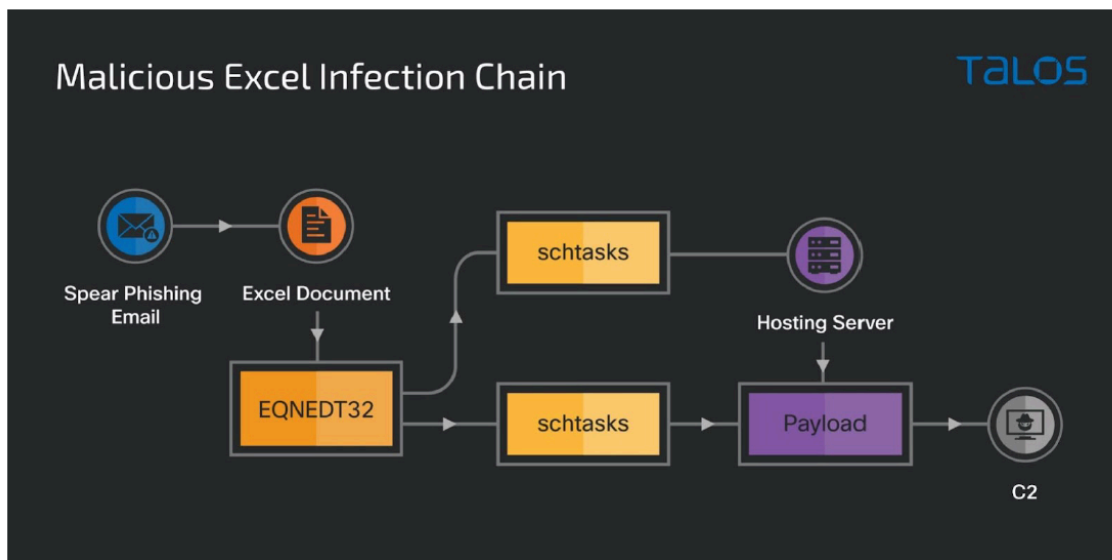 Malicious Excel Infection Chain
TALOS
schtasks
Spear Phishing
Email
Excel Document
Hosting Server
EQNEDT32
schtasks
Payload
C2